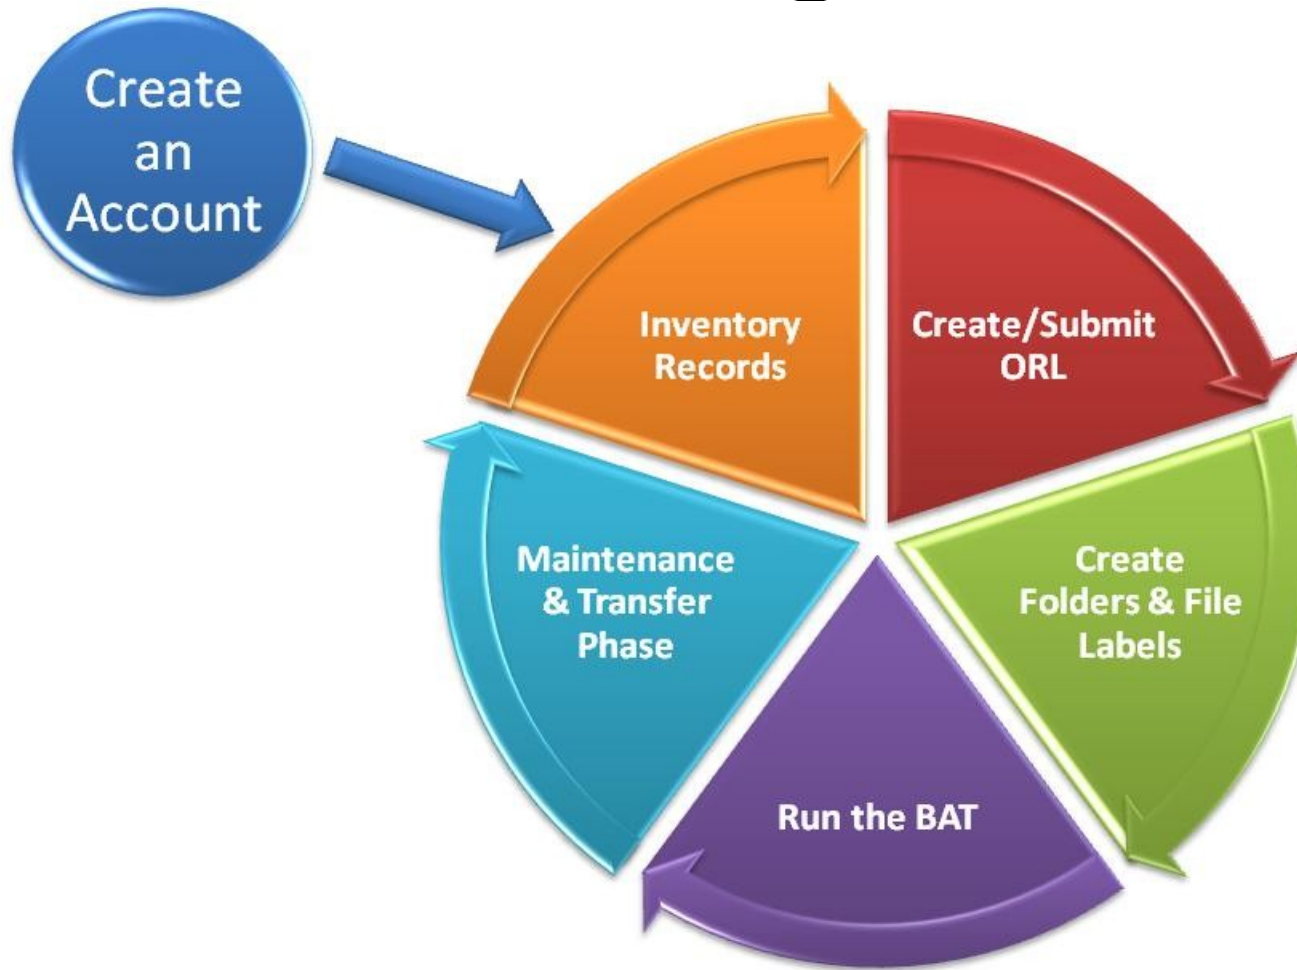 Create
an
Account
Inventory
Records
Create/Submit
ORL
Create
Folders & File
Labels
Run the BAT
Maintenance
& Transfer
Phase